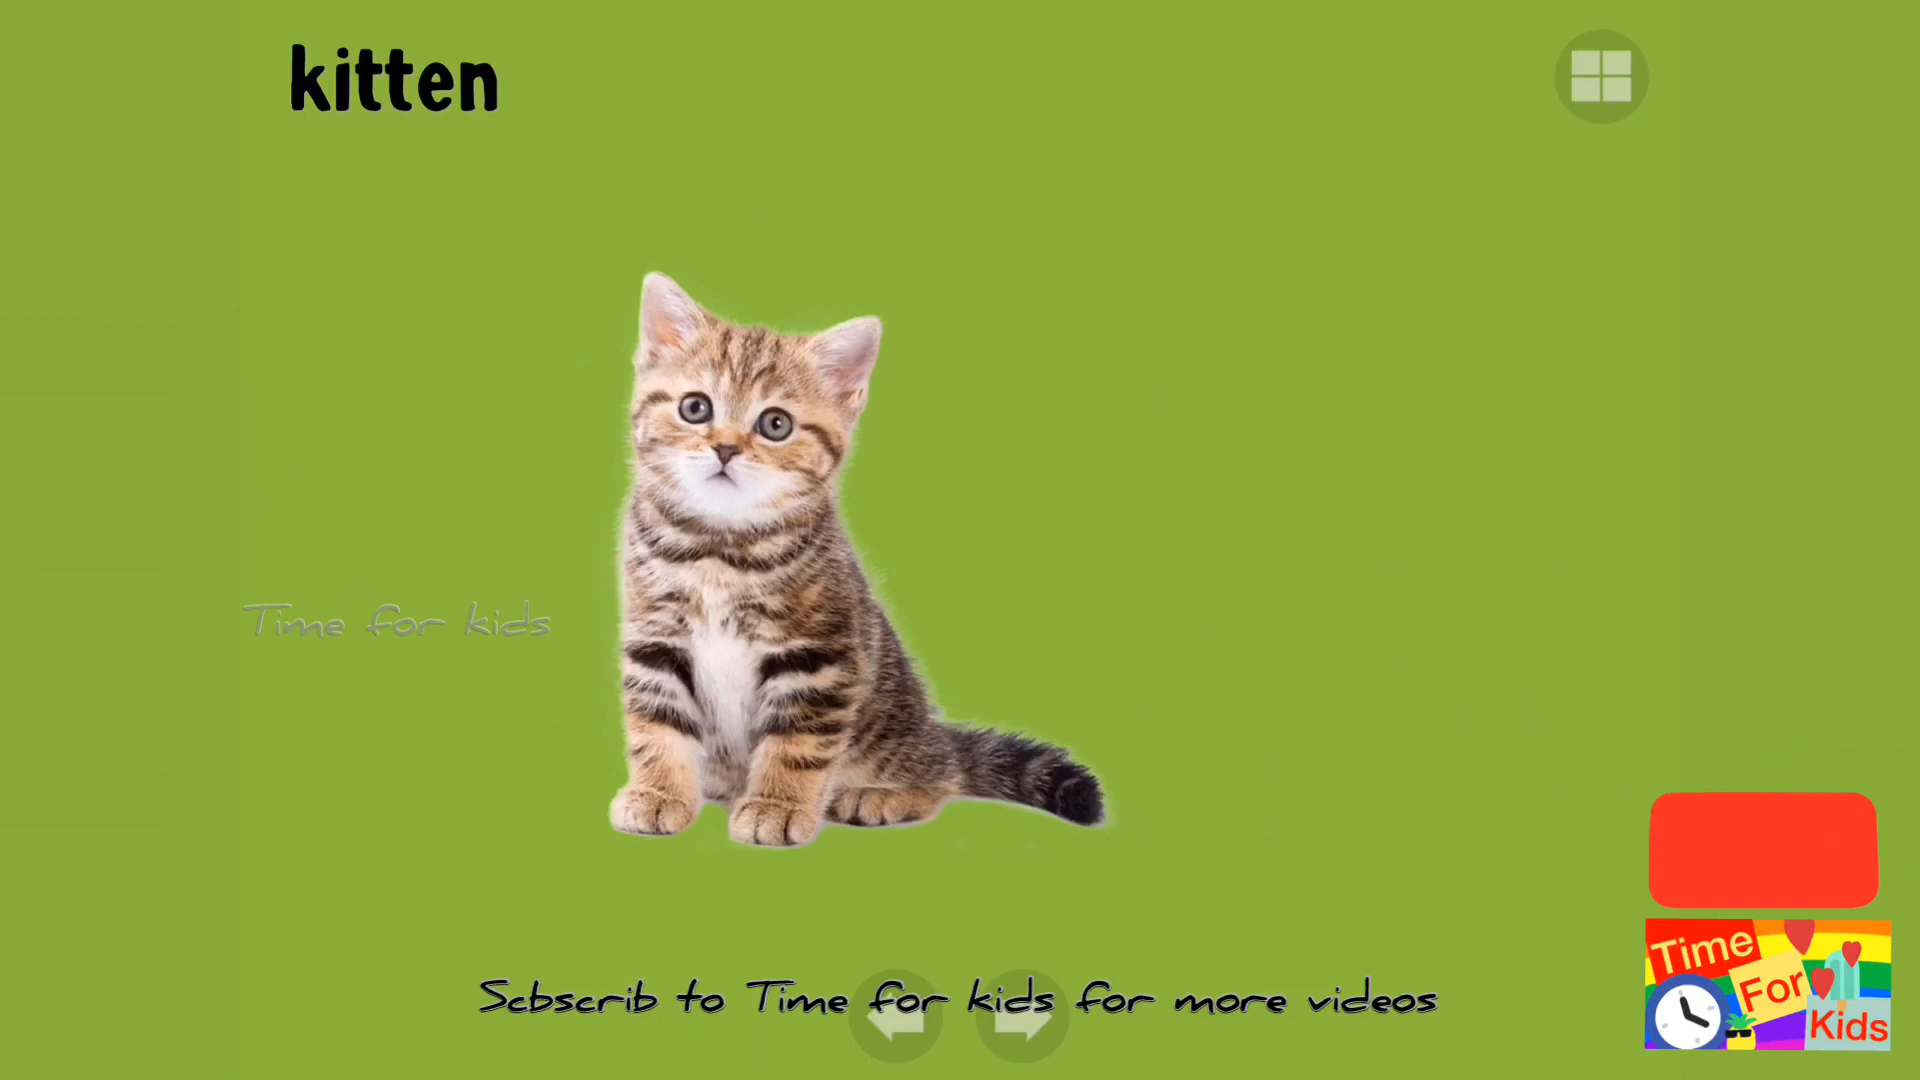 kitten
Time for kids
Scbscrib to Time for kids for more videos
Time
For
Kids